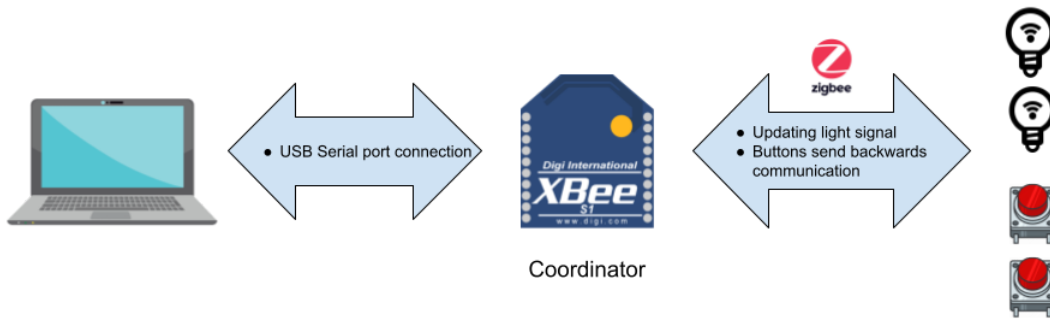 zigbee
● USB Serial port connection
● Updating light signal
● Buttons send backwards
communication
Digi International
XBee
S1
www.digi.com
Coordinator